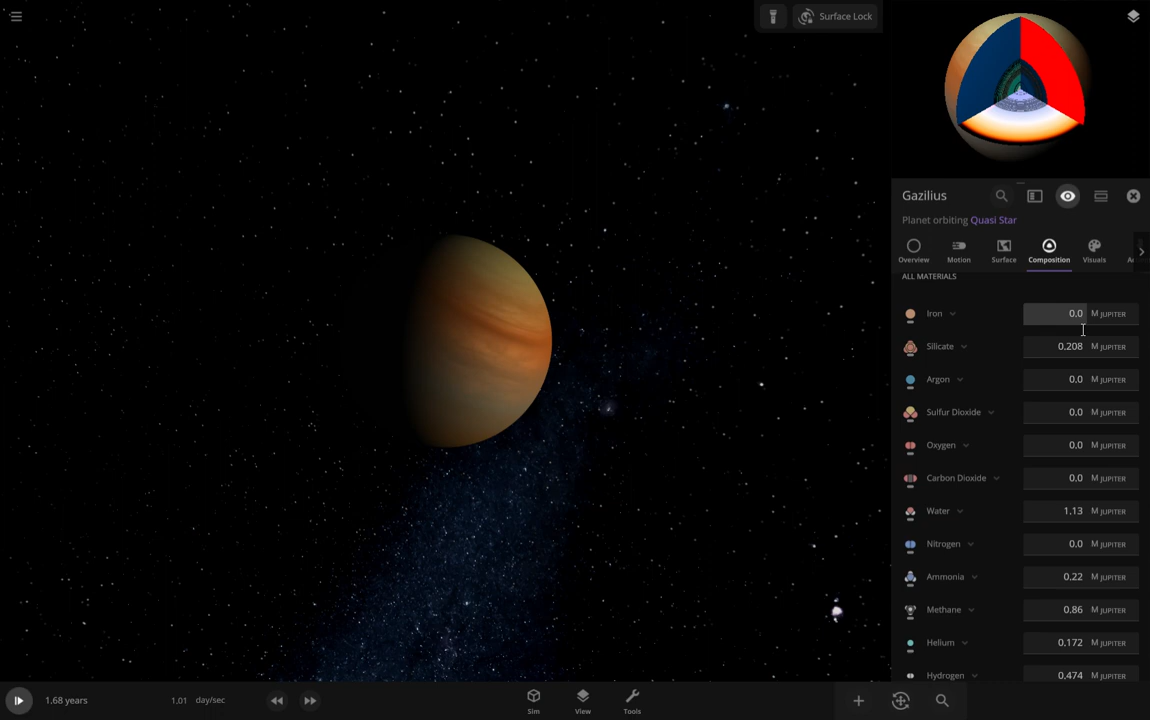 Surface Lock
Gazilius
Planet orbiting Quasi Star
Overview Motion Surface Composition Visuals
ALL MATERIALS
Iron 0.0 M JUPITER
Silicate 0.208 M JUPITER
Argon 0.0 M JUPITER
Sulfur Dioxide 0.0 M JUPITER
Oxygen 0.0 M JUPITER
Carbon Dioxide 0.0 M JUPITER
Water 1.13 M JUPITER
Nitrogen 0.0 M JUPITER
Ammonia 0.22 M JUPITER
Methane 0.86 M JUPITER
Helium 0.172 M JUPITER
Hydrogen 0.474 M JUPITER
1.68 years 1.01 day/sec Sim View Tools